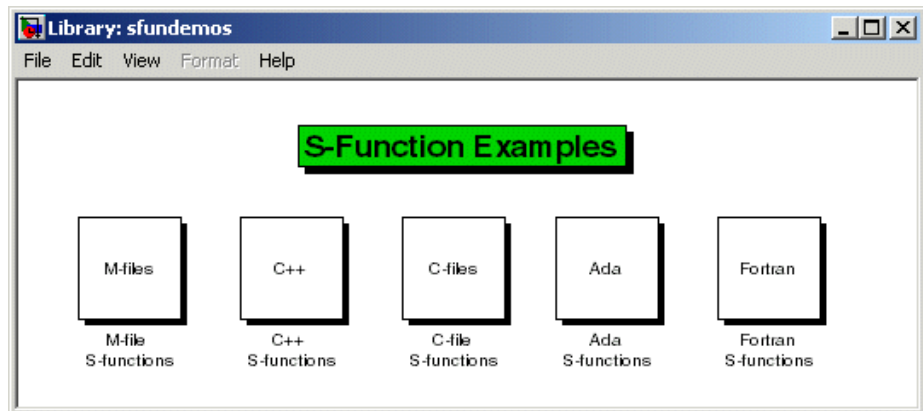 Library: sfundemos
File Edit View Format Help
S-Function Examples
M-files C++ C-files Ada Fortran
M-file C++ C-file Ada Fortran
S-functions S-functions S-functions S-functions S-functions